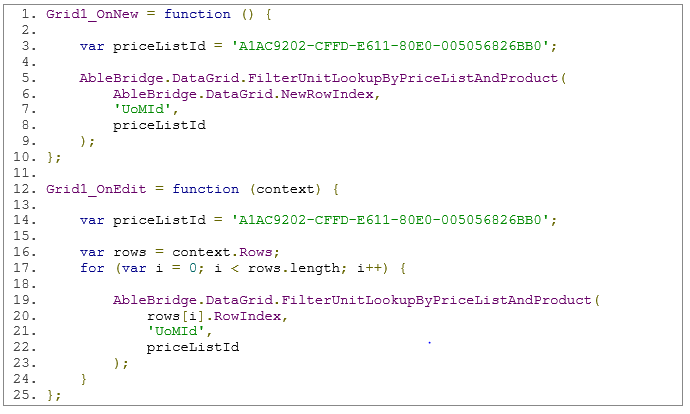 1. Grid1_OnNew = function () {
2.
3. var priceListId = 'A1AC9202-CFFD-E611-80E0-005056826BB0';
4.
5. AbleBridge.DataGrid.FilterUnitLookupByPriceListAndProduct(
6. AbleBridge.DataGrid.NewRowIndex,
7. 'UoMId',
8. priceListId
9. );
10. };
11.
12. Grid1_OnEdit = function (context) {
13.
14. var priceListId = 'A1AC9202-CFFD-E611-80E0-005056826BB0';
15.
16. var rows = context.Rows;
17. for (var i = 0; i < rows.length; i++) {
18.
19. AbleBridge.DataGrid.FilterUnitLookupByPriceListAndProduct(
20. rows[i].RowIndex,
21. 'UoMId',
22. priceListId
23. );
24. }
25. };